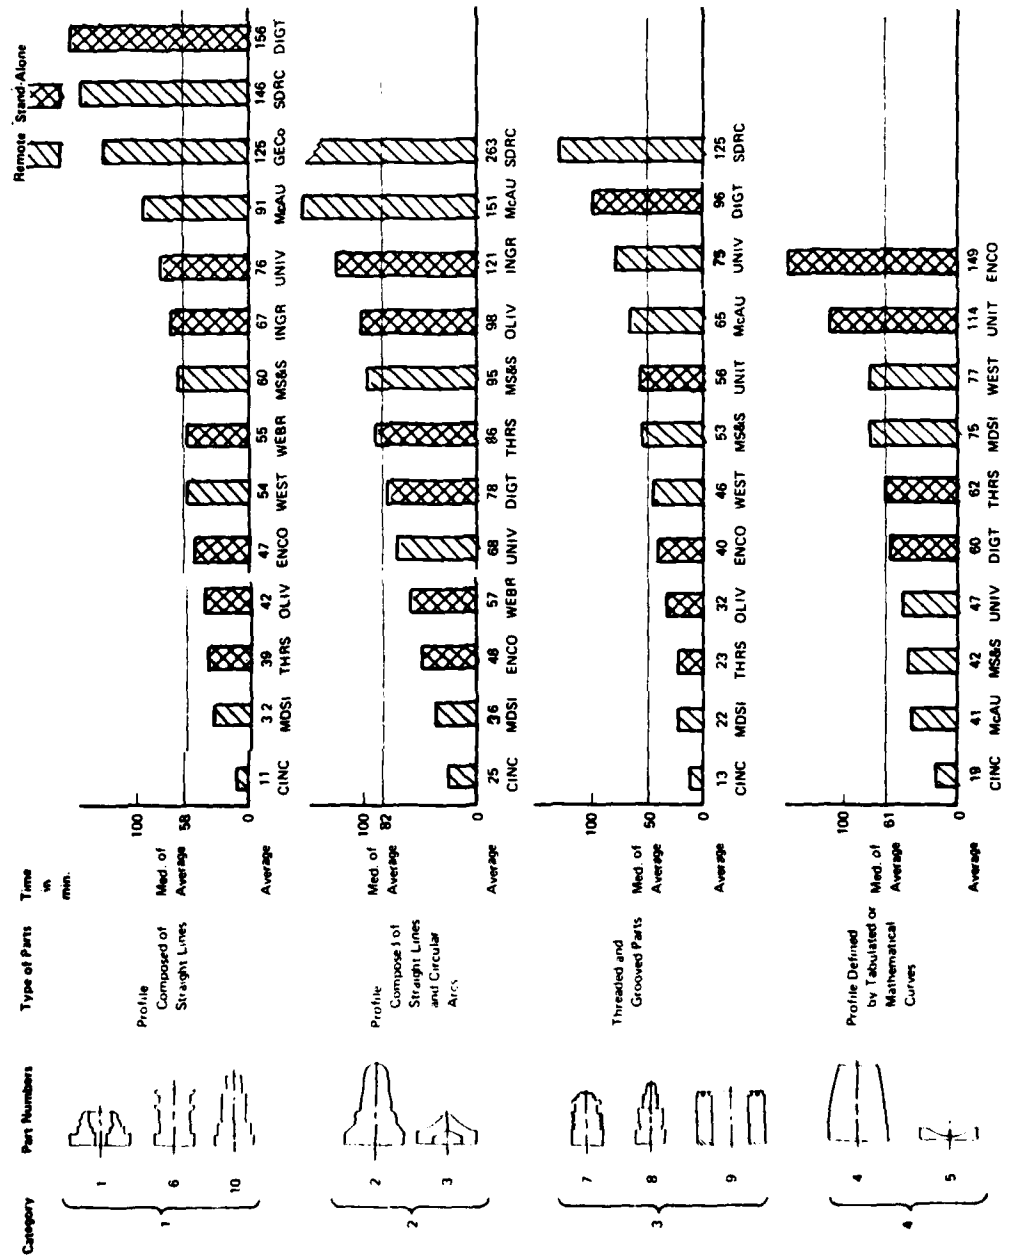 Category Part Numbers Type of Parts Time in min. Remote Stand-Alone
1
1
6
10
Profile
Composed of
Straight Lines
100
58
0
Med. of
Average
Average
11 32 39 42 47 54 55 60 67 76 91 125 146 156
CINC MDSI THRS OLIV ENCO WEST WEBR MS&S INGR UNIV McAU GECo SDRC DIGT
2
2
3
Profile
Composed of
Straight Lines
and Circular
Arcs
100
82
0
Med. of
Average
Average
25 36 48 57 68 78 86 95 98 121 151 263
CINC MDSI ENCO WEBR UNIV DIGT THRS MS&S OLIV INGR McAU SDRC
3
7
8
9
Threaded and
Grooved Parts
100
50
0
Med. of
Average
Average
13 22 23 32 40 46 53 56 65 75 96 125
CINC MDSI THRS OLIV ENCO WEST MS&S UNIT McAU UNIV DIGT SDRC
4
4
5
Profile Defined
by Tabulated or
Mathematical
Curves
100
61
0
Med. of
Average
Average
19 41 42 47 60 62 75 77 114 149
CINC McAU MS&S UNIV DIGT THRS MDSI WEST UNIT ENCO